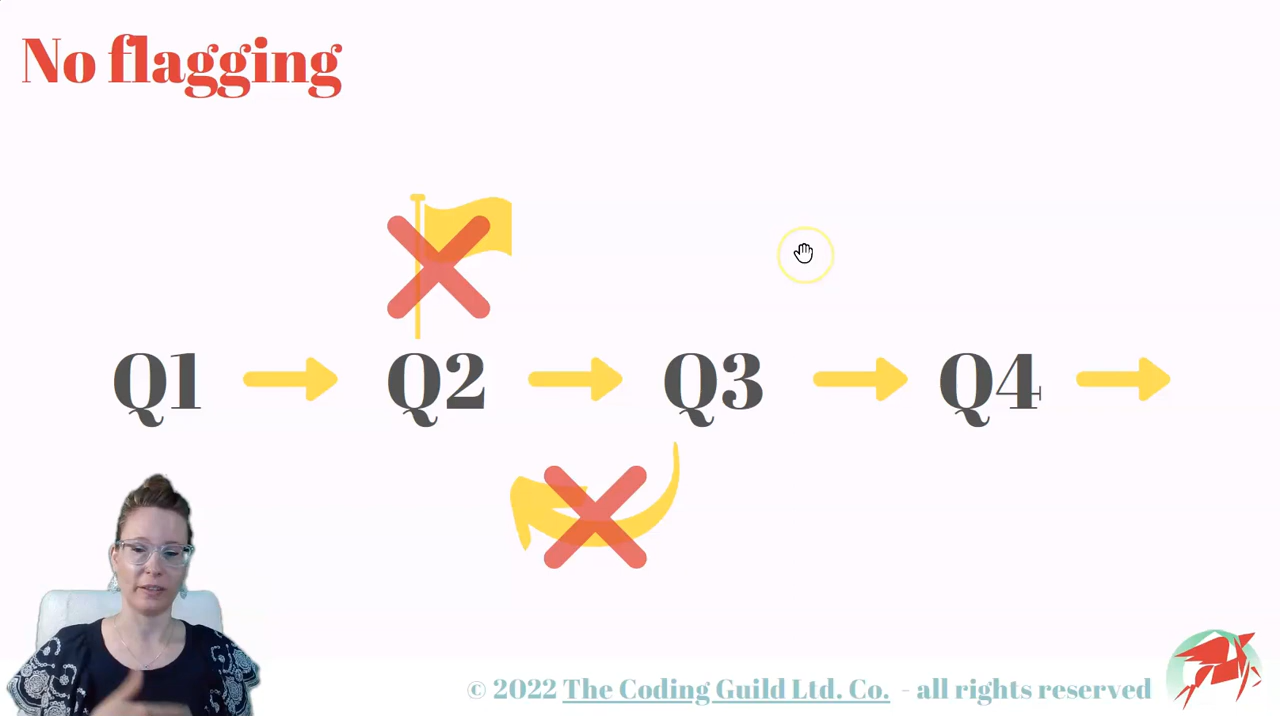 No flagging
Q1 Q2 Q3 Q4
© 2022 The Coding Guild Ltd. Co. - all rights reserved